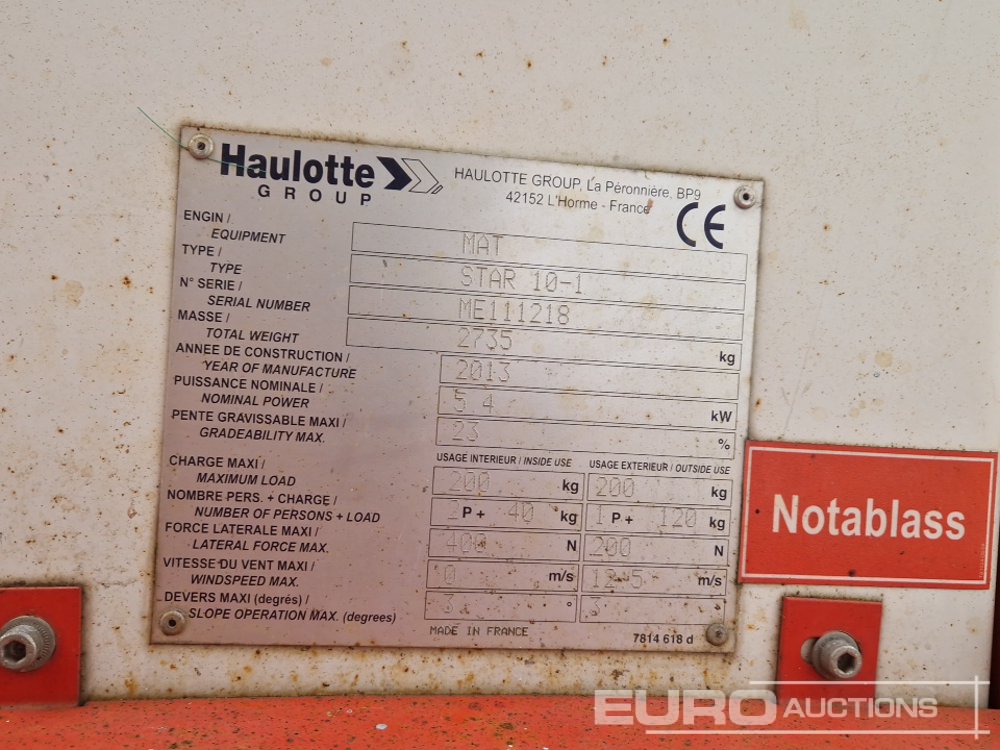 Haulotte
GROUP
HAULOTTE GROUP, La Péronnière, BP9
42152 L'Horme - France
CE
ENGIN /
EQUIPMENT
MAT
TYPE /
TYPE
STAR 10-1
N° SERIE /
SERIAL NUMBER
ME111218
MASSE /
TOTAL WEIGHT
2735 kg
ANNEE DE CONSTRUCTION /
YEAR OF MANUFACTURE
2013
PUISSANCE NOMINALE /
NOMINAL POWER
5.4 kW
PENTE GRAVISSABLE MAXI /
GRADEABILITY MAX.
23 %
USAGE INTERIEUR / INSIDE USE USAGE EXTERIEUR / OUTSIDE USE
CHARGE MAXI /
MAXIMUM LOAD
200 kg 200 kg
NOMBRE PERS. + CHARGE /
NUMBER OF PERSONS + LOAD
2 P + 40 kg 1 P + 120 kg
FORCE LATERALE MAXI /
LATERAL FORCE MAX.
400 N 200 N
VITESSE DU VENT MAXI /
WINDSPEED MAX.
0 m/s 12.5 m/s
DEVERS MAXI (degrés) /
SLOPE OPERATION MAX. (degrees)
3 ° 3
MADE IN FRANCE
7814 618 d
Notablass
EURO AUCTIONS